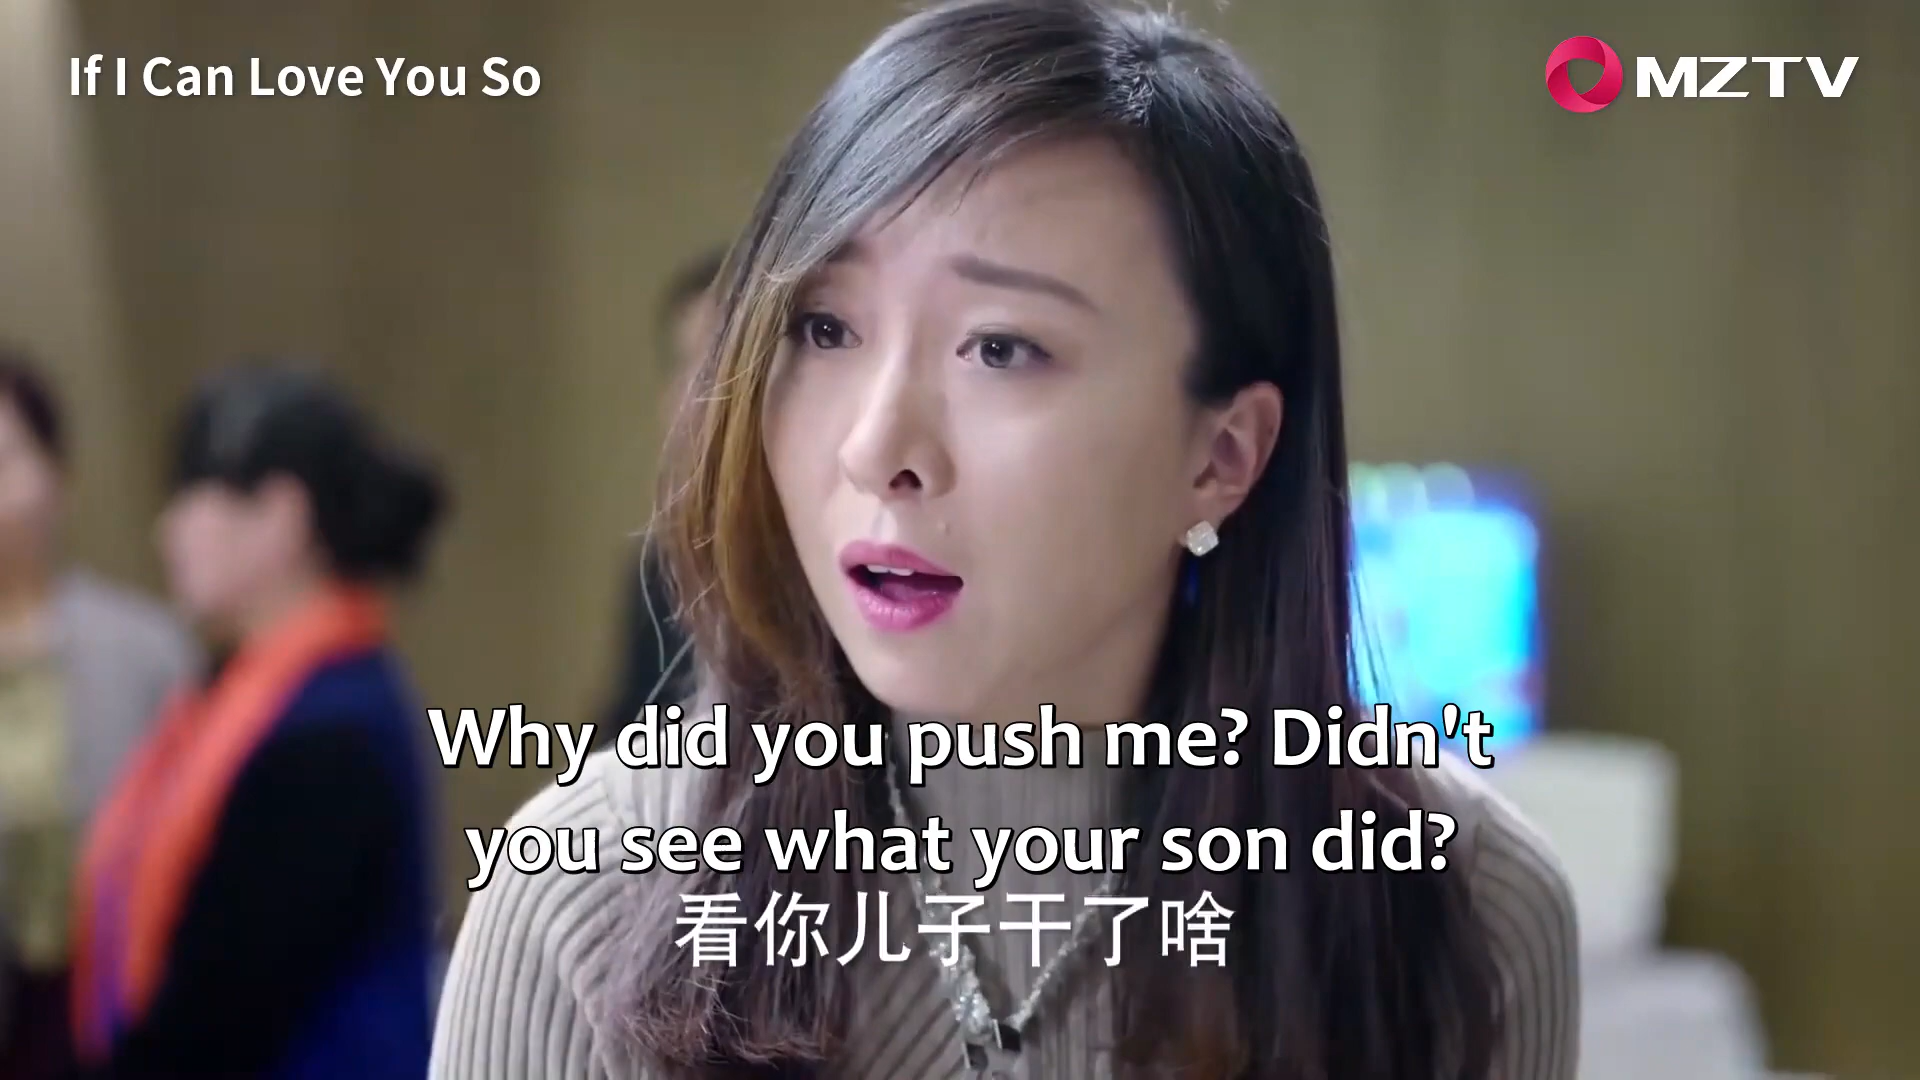 If I Can Love You So
MZTV
Why did you push me? Didn't
you see what your son did?
看你儿子干了啥